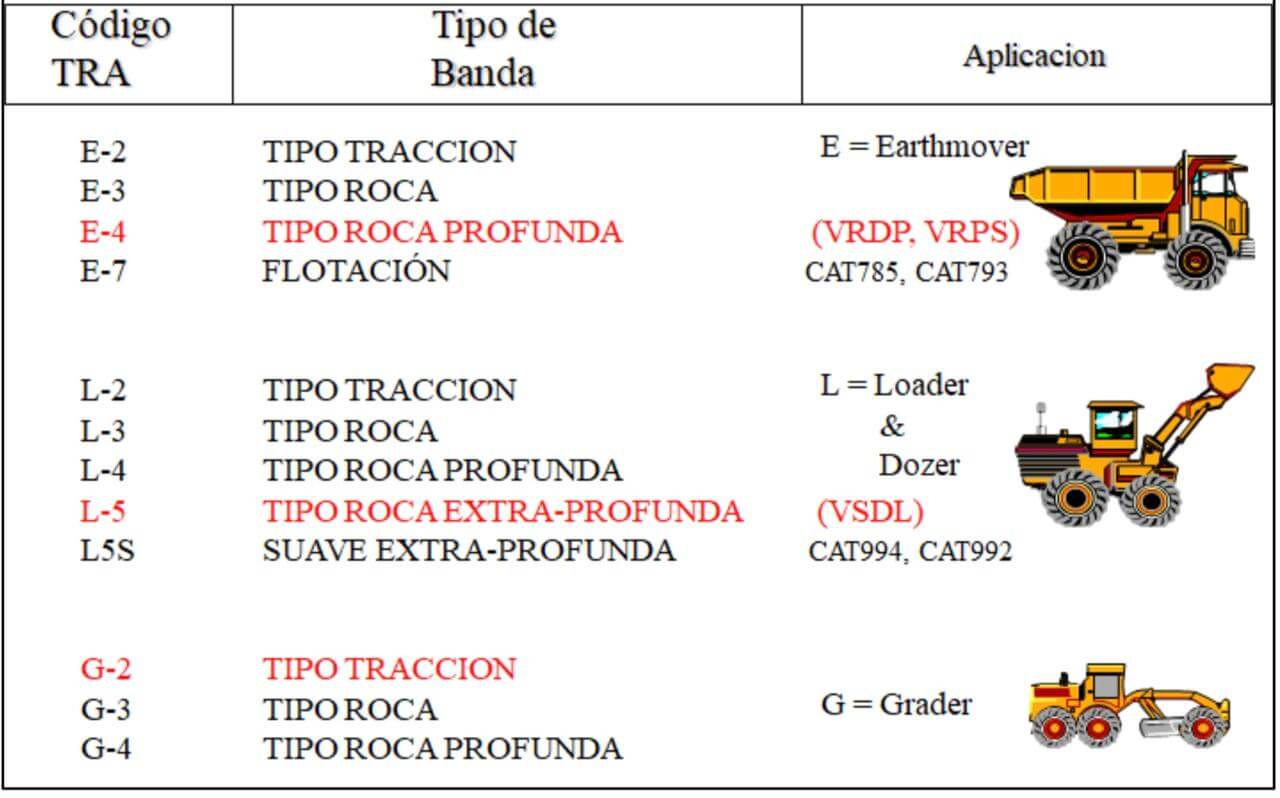 Código TRA
Tipo de Banda
Aplicacion
E-2 TIPO TRACCION E = Earthmover
E-3 TIPO ROCA
E-4 TIPO ROCA PROFUNDA (VRDP, VRPS)
E-7 FLOTACIÓN CAT785, CAT793
L-2 TIPO TRACCION L = Loader
L-3 TIPO ROCA &
L-4 TIPO ROCA PROFUNDA Dozer
L-5 TIPO ROCA EXTRA-PROFUNDA (VSDL)
L5S SUAVE EXTRA-PROFUNDA CAT994, CAT992
G-2 TIPO TRACCION
G-3 TIPO ROCA G = Grader
G-4 TIPO ROCA PROFUNDA